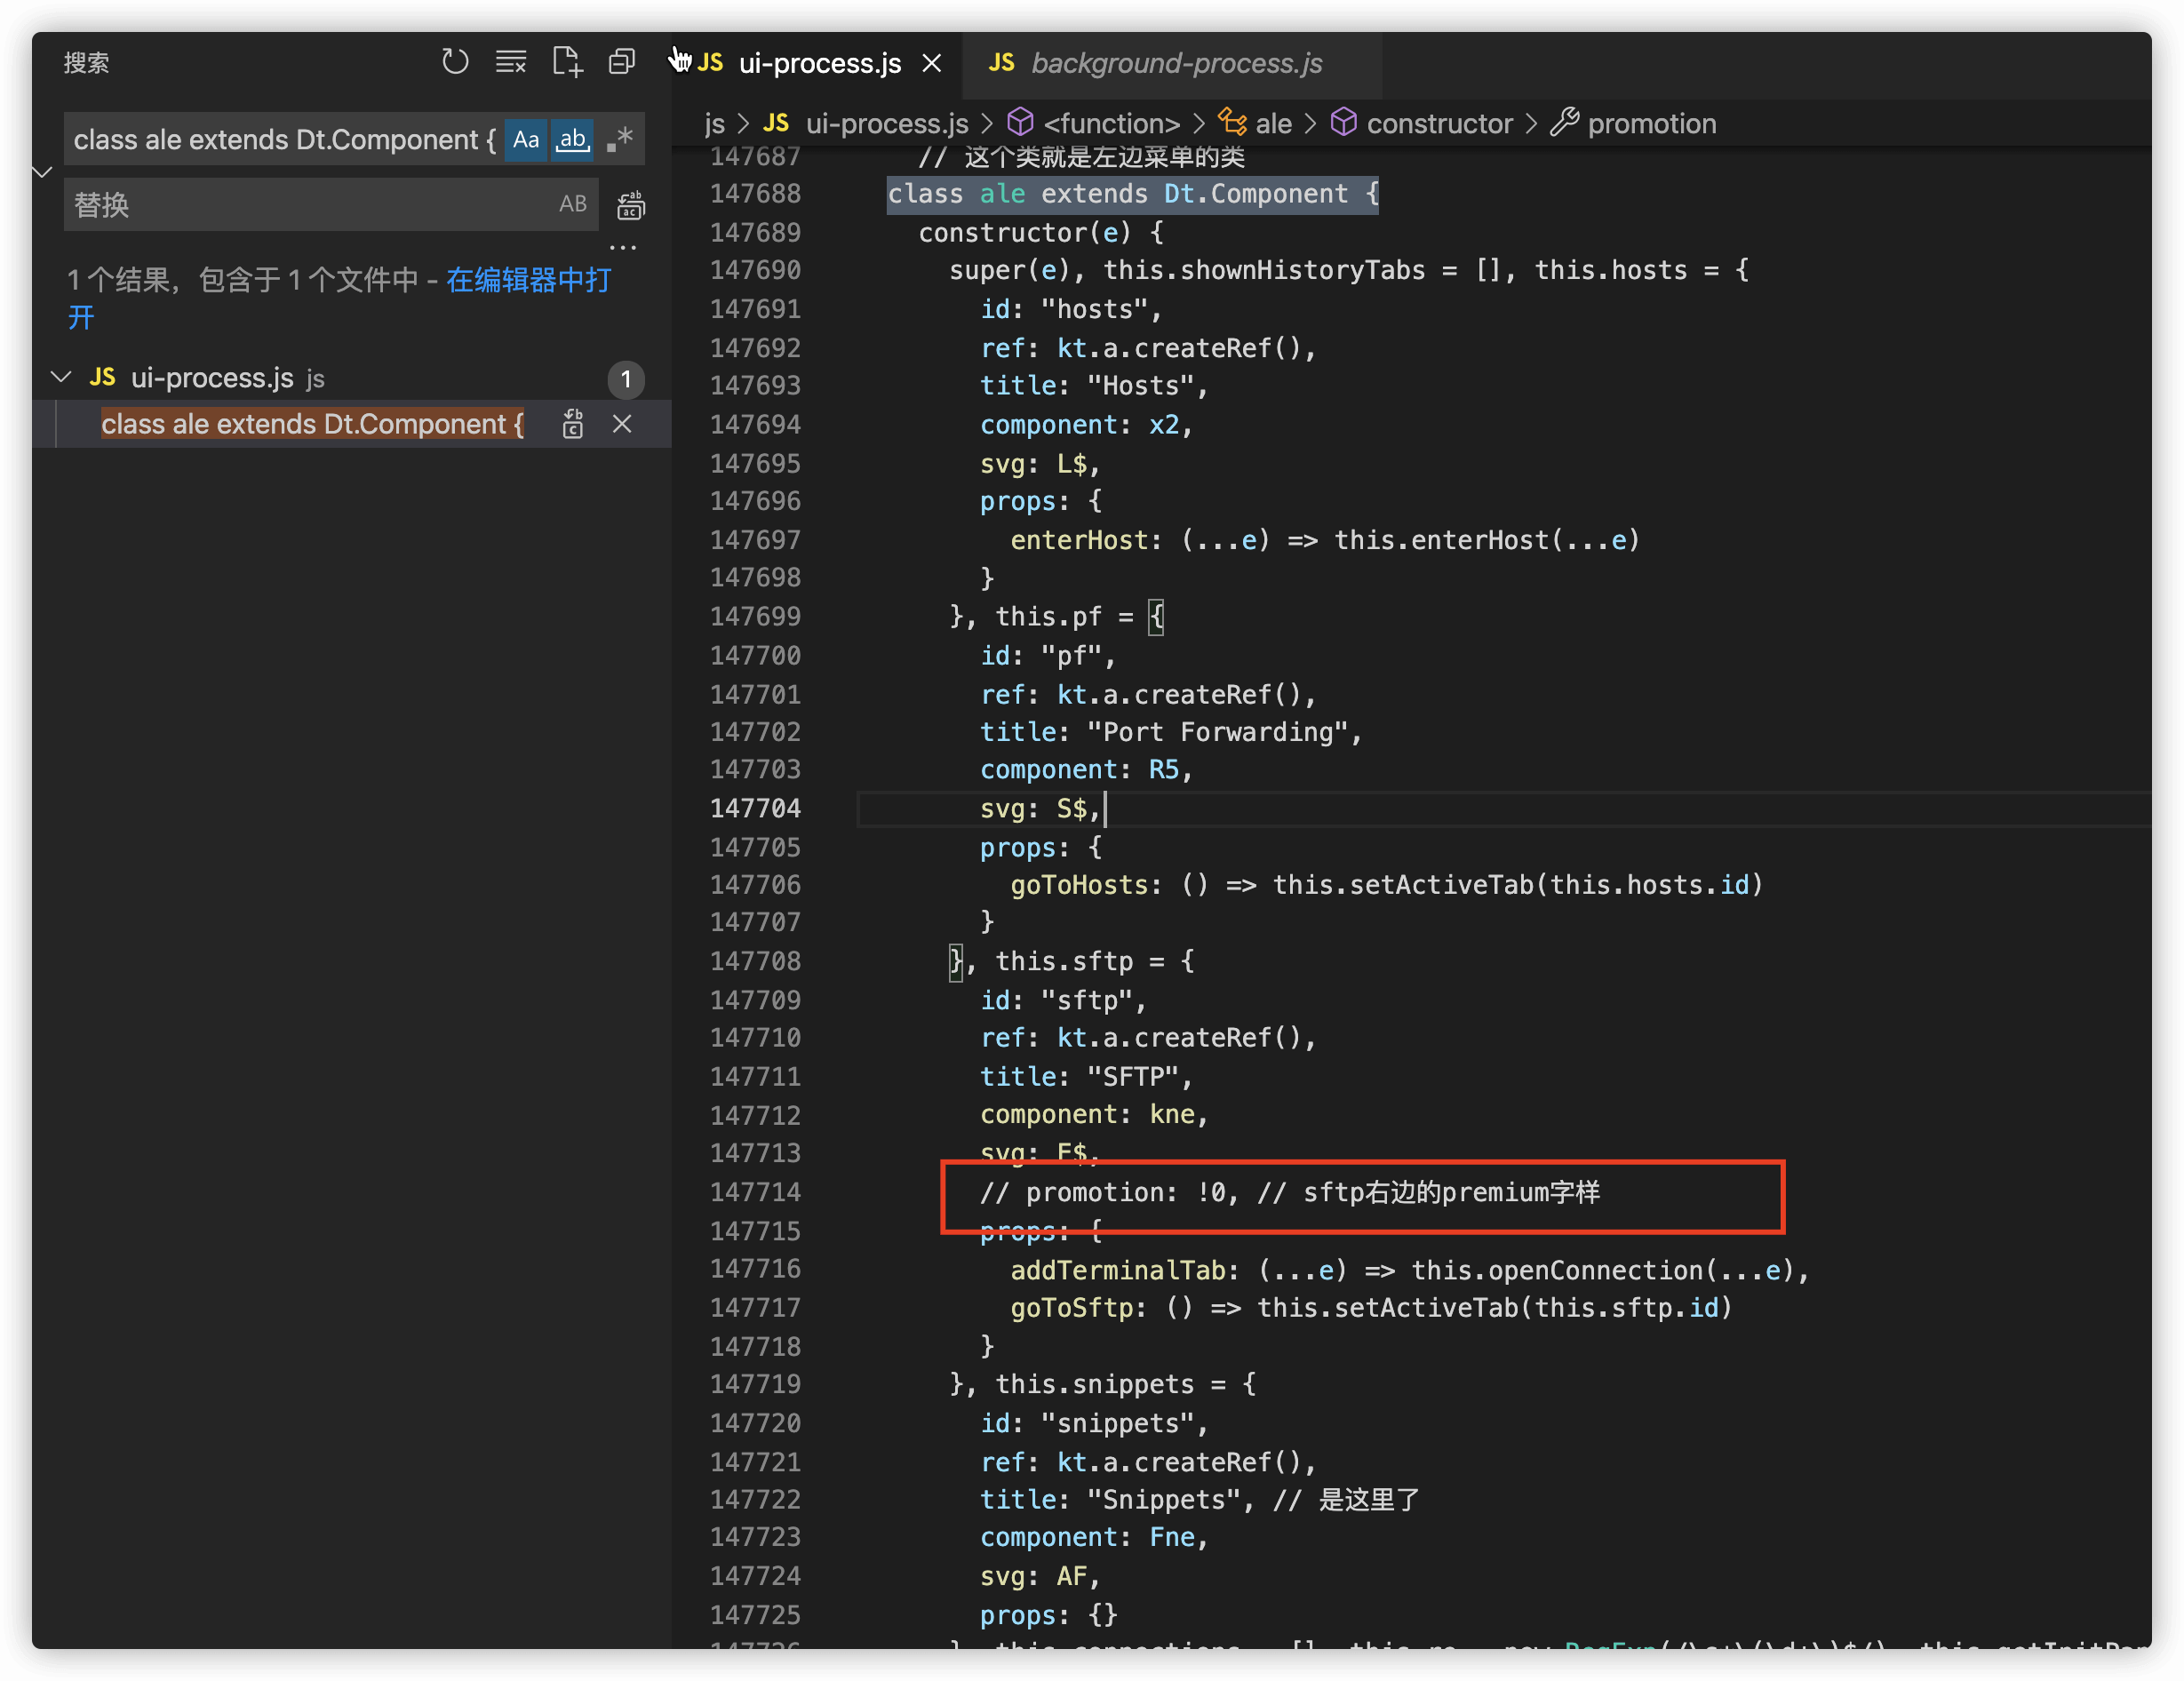 搜索
class ale extends Dt.Component {
Aa
ab
.*
替换
AB
1 个结果，包含于 1 个文件中 - 在编辑器中打
开
JS ui-process.js js
1
class ale extends Dt.Component {
JS ui-process.js
JS background-process.js
js > JS ui-process.js > <function> > ale > constructor > promotion
147687 // 这个类就是左边菜单的类
147688 class ale extends Dt.Component {
147689 constructor(e) {
147690 super(e), this.shownHistoryTabs = [], this.hosts = {
147691 id: "hosts",
147692 ref: kt.a.createRef(),
147693 title: "Hosts",
147694 component: x2,
147695 svg: L$,
147696 props: {
147697 enterHost: (...e) => this.enterHost(...e)
147698 }
147699 }, this.pf = {
147700 id: "pf",
147701 ref: kt.a.createRef(),
147702 title: "Port Forwarding",
147703 component: R5,
147704 svg: S$,
147705 props: {
147706 goToHosts: () => this.setActiveTab(this.hosts.id)
147707 }
147708 }, this.sftp = {
147709 id: "sftp",
147710 ref: kt.a.createRef(),
147711 title: "SFTP",
147712 component: kne,
147713 svg: E$,
147714 // promotion: !0, // sftp右边的premium字样
147715 props: {
147716 addTerminalTab: (...e) => this.openConnection(...e),
147717 goToSftp: () => this.setActiveTab(this.sftp.id)
147718 }
147719 }, this.snippets = {
147720 id: "snippets",
147721 ref: kt.a.createRef(),
147722 title: "Snippets", // 是这里了
147723 component: Fne,
147724 svg: AF,
147725 props: {}